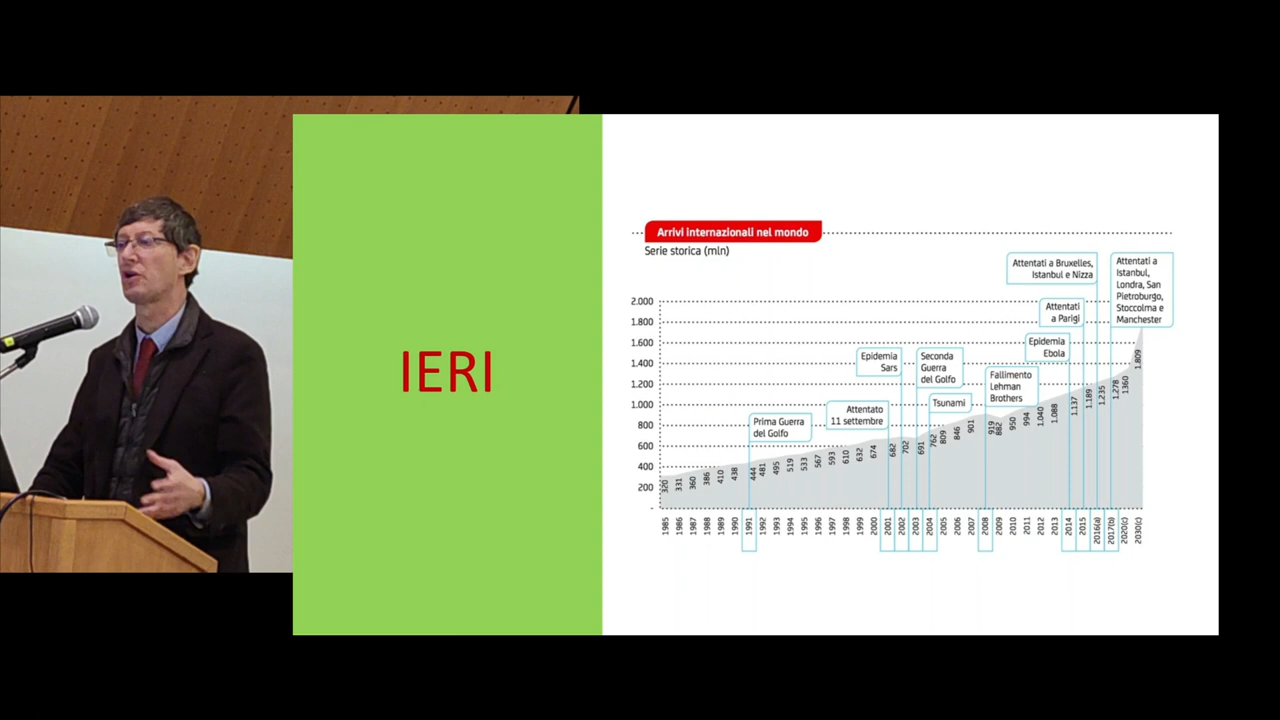 IERI
Arrivi internazionali nel mondo
Serie storica (mln)
Attentati a Bruxelles,
Istanbul e Nizza
Attentati a
Istanbul,
Londra, San
Pietroburgo,
Stoccolma e
Manchester
Attentati
a Parigi
Epidemia
Ebola
Epidemia
Sars
Seconda
Guerra
del Golfo
Fallimento
Lehman
Brothers
Tsunami
Attentato
11 settembre
Prima Guerra
del Golfo
2.000
1.800
1.600
1.400
1.200
1.000
800
600
400
200
-
320
331
360
386
410
438
444
481
495
519
533
567
593
610
632
674
682
702
691
762
809
846
901
919
882
950
994
1.040
1.088
1.137
1.189
1.235
1.278
1360
1.809
1985
1986
1987
1988
1989
1990
1991
1992
1993
1994
1995
1996
1997
1998
1999
2000
2001
2002
2003
2004
2005
2006
2007
2008
2009
2010
2011
2012
2013
2014
2015
2016(a)
2017(b)
2020(c)
2030(c)